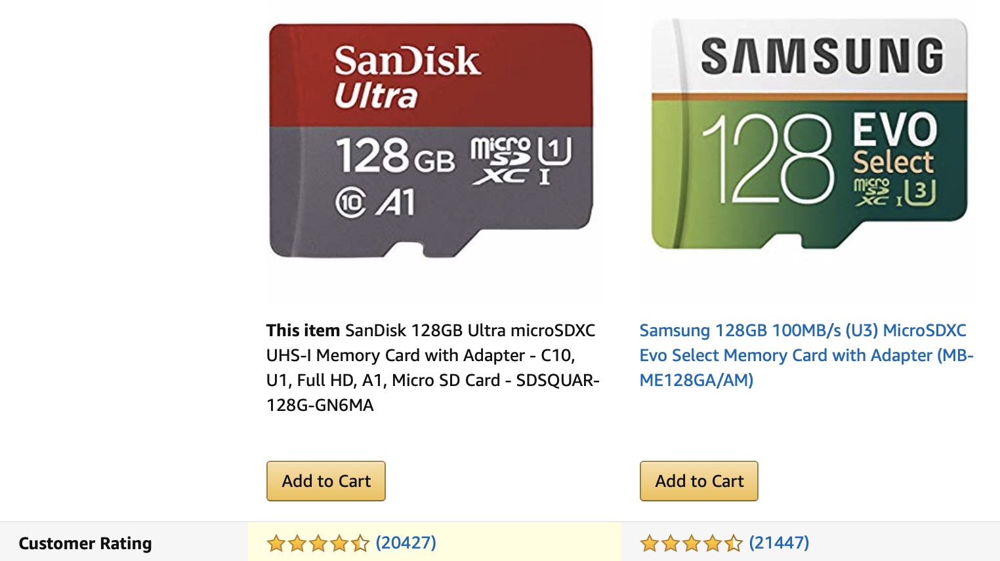 SanDisk
Ultra
128GB micro SD XC I U1
C10 A1
SAMSUNG
128 EVO
Select
micro SD XC I U3
This item SanDisk 128GB Ultra microSDXC
UHS-I Memory Card with Adapter - C10,
U1, Full HD, A1, Micro SD Card - SDSQUAR-
128G-GN6MA
Samsung 128GB 100MB/s (U3) MicroSDXC
Evo Select Memory Card with Adapter (MB-
ME128GA/AM)
Add to Cart
Add to Cart
Customer Rating (20427) (21447)